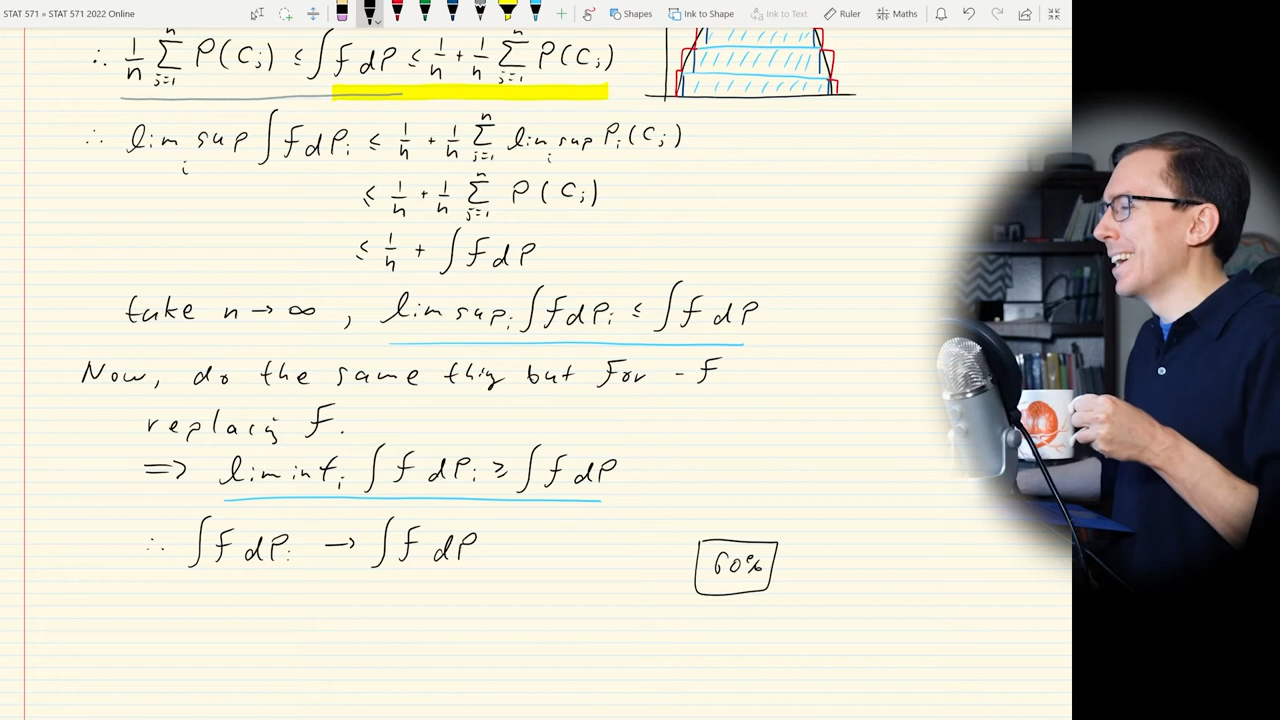 STAT 571 » STAT 571 2022 Online
Shapes Ink to Shape Ink to Text Ruler Maths
∴ 1/n Σ_{j=1}^{n} P(C_j) ≤ ∫ f dP ≤ 1/n + 1/n Σ_{j=1}^{n} P(C_j)
∴ lim sup_i ∫ f dP_i ≤ 1/n + 1/n Σ_{j=1}^{n} lim sup_i P_i(C_j)
≤ 1/n + 1/n Σ_{j=1}^{n} P(C_j)
≤ 1/n + ∫ f dP
take n → ∞, lim sup_i ∫ f dP_i ≤ ∫ f dP
Now, do the same thing but for -f
replacing f.
⇒ lim inf_i ∫ f dP_i ≥ ∫ f dP
∴ ∫ f dP_i → ∫ f dP
60%